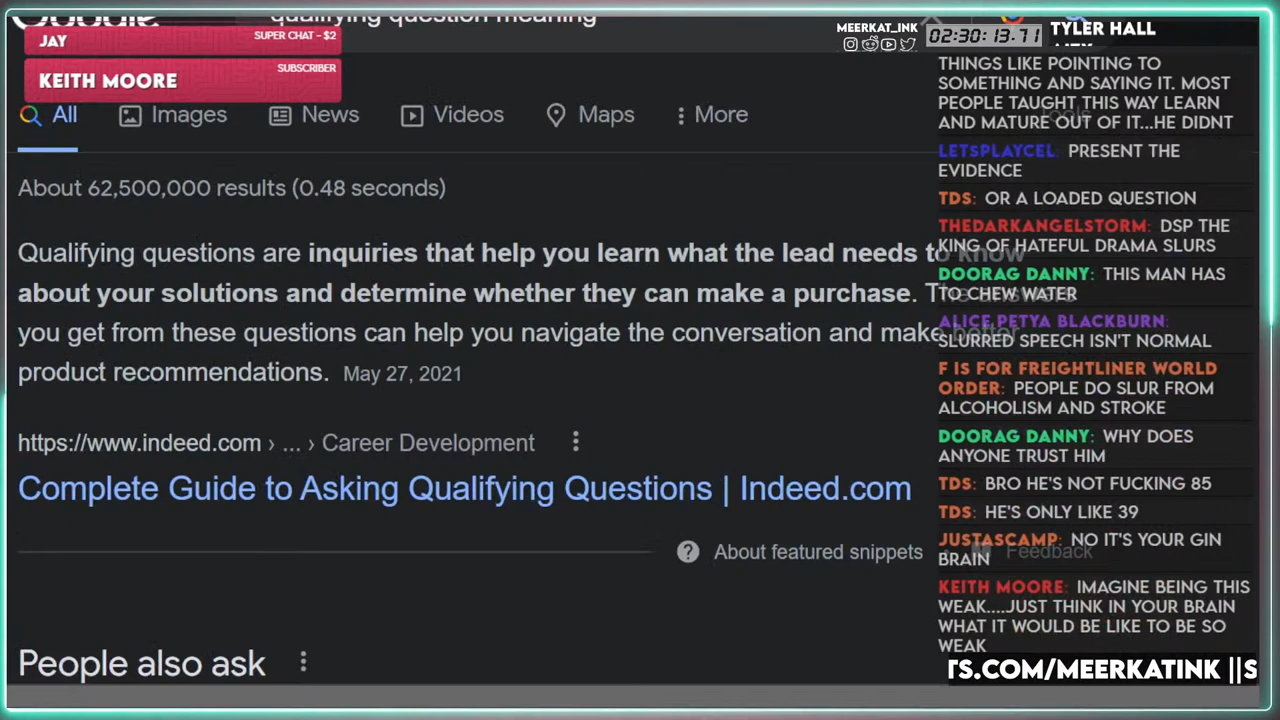 Google
qualifying question meaning
JAY
SUPER CHAT - $2
KEITH MOORE
SUBSCRIBER
MEERKAT_INK
02:30:13.71
TYLER HALL
All
Images
News
Videos
Maps
More
Tools
About 62,500,000 results (0.48 seconds)
Qualifying questions are inquiries that help you learn what the lead needs to know
about your solutions and determine whether they can make a purchase. The answers
you get from these questions can help you navigate the conversation and make better
product recommendations. May 27, 2021
https://www.indeed.com › ... › Career Development
Complete Guide to Asking Qualifying Questions | Indeed.com
About featured snippets
Feedback
People also ask
THINGS LIKE POINTING TO
SOMETHING AND SAYING IT. MOST
PEOPLE TAUGHT THIS WAY LEARN
AND MATURE OUT OF IT...HE DIDNT
LETSPLAYCEL: PRESENT THE
EVIDENCE
TDS: OR A LOADED QUESTION
THEDARKANGELSTORM: DSP THE
KING OF HATEFUL DRAMA SLURS
DOORAG DANNY: THIS MAN HAS
TO CHEW WATER
ALICE PETYA BLACKBURN:
SLURRED SPEECH ISN'T NORMAL
F IS FOR FREIGHTLINER WORLD
ORDER: PEOPLE DO SLUR FROM
ALCOHOLISM AND STROKE
DOORAG DANNY: WHY DOES
ANYONE TRUST HIM
TDS: BRO HE'S NOT FUCKING 85
TDS: HE'S ONLY LIKE 39
JUSTASCAMP: NO IT'S YOUR GIN
BRAIN
KEITH MOORE: IMAGINE BEING THIS
WEAK....JUST THINK IN YOUR BRAIN
WHAT IT WOULD BE LIKE TO BE SO
WEAK
TS.COM/MEERKATINK ||S